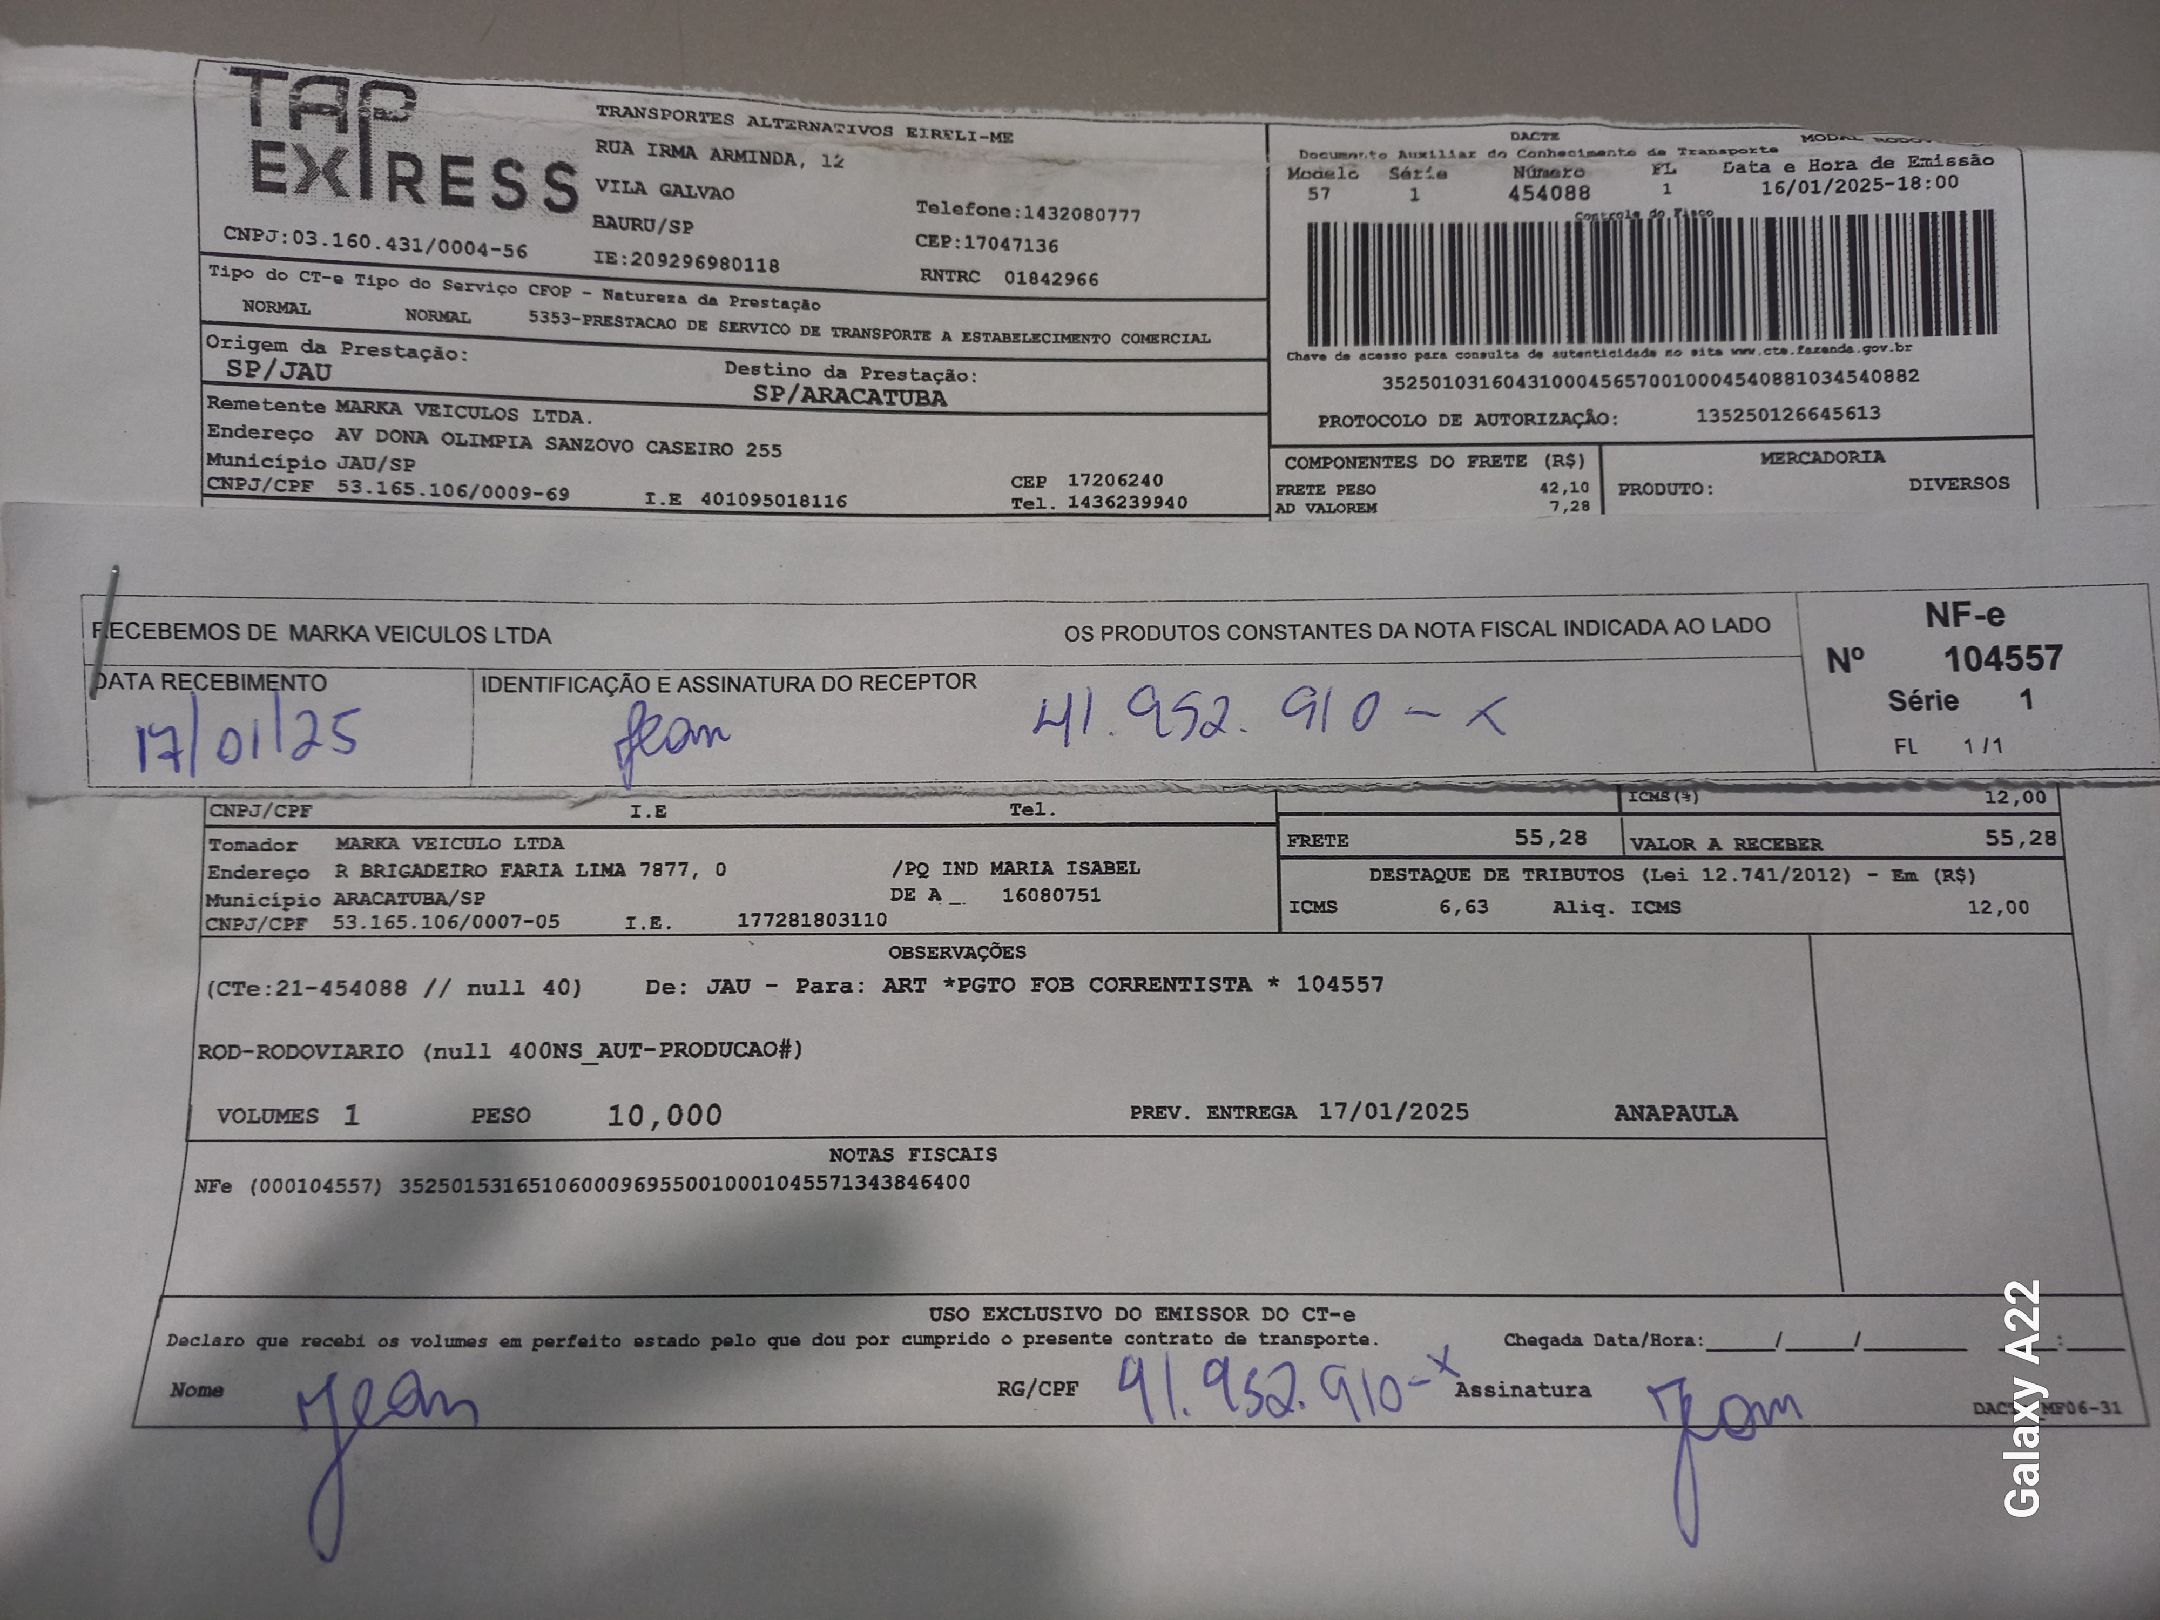 TAP
EXPRESS
TRANSPORTES ALTERNATIVOS EIRELI-ME
RUA IRMA ARMINDA, 12
VILA GALVAO
BAURU/SP
Telefone:1432080777
CEP:17047136
CNPJ:03.160.431/0004-56
IE:209296980118
RNTRC 01842966
DACTE
Documento Auxiliar do Conhecimento de Transporte
Modelo Série Número FL Data e Hora de Emissão
57 1 454088 1 16/01/2025-18:00
Controle do Fisco
Tipo do CT-e Tipo do Serviço CFOP - Natureza da Prestação
NORMAL NORMAL 5353-PRESTACAO DE SERVICO DE TRANSPORTE A ESTABELECIMENTO COMERCIAL
Chave de acesso para consulta de autenticidade no site www.cte.fazenda.gov.br
35250103160431000456570010004540881034540882
PROTOCOLO DE AUTORIZAÇÃO: 135250126645613
Origem da Prestação:
SP/JAU
Destino da Prestação:
SP/ARACATUBA
Remetente MARKA VEICULOS LTDA.
Endereço AV DONA OLIMPIA SANZOVO CASEIRO 255
Município JAU/SP
CEP 17206240
CNPJ/CPF 53.165.106/0009-69 I.E 401095018116 Tel. 1436239940
COMPONENTES DO FRETE (R$)
FRETE PESO 42,10
AD VALOREM 7,28
MERCADORIA
PRODUTO: DIVERSOS
RECEBEMOS DE MARKA VEICULOS LTDA OS PRODUTOS CONSTANTES DA NOTA FISCAL INDICADA AO LADO
DATA RECEBIMENTO
17/01/25
IDENTIFICAÇÃO E ASSINATURA DO RECEPTOR
Jean 41.952.910-X
NF-e
Nº 104557
Série 1
FL 1 /1
CNPJ/CPF I.E Tel.
ICMS(%) 12,00
Tomador MARKA VEICULO LTDA
Endereço R BRIGADEIRO FARIA LIMA 7877, 0 /PQ IND MARIA ISABEL
Município ARACATUBA/SP DE A_ 16080751
CNPJ/CPF 53.165.106/0007-05 I.E. 177281803110
FRETE 55,28 VALOR A RECEBER 55,28
DESTAQUE DE TRIBUTOS (Lei 12.741/2012) - Em (R$)
ICMS 6,63 Aliq. ICMS 12,00
OBSERVAÇÕES
(CTe:21-454088 // null 40) De: JAU - Para: ART *PGTO FOB CORRENTISTA * 104557
ROD-RODOVIARIO (null 400NS_AUT-PRODUCAO#)
VOLUMES 1 PESO 10,000 PREV. ENTREGA 17/01/2025 ANAPAULA
NOTAS FISCAIS
NFe (000104557) 35250153165106000969550010001045571343846400
USO EXCLUSIVO DO EMISSOR DO CT-e
Declaro que recebi os volumes em perfeito estado pelo que dou por cumprido o presente contrato de transporte. Chegada Data/Hora:____/____/______ __:____
Nome Jean RG/CPF 41.952.910-X Assinatura Jean
MF06-31
Galaxy A22